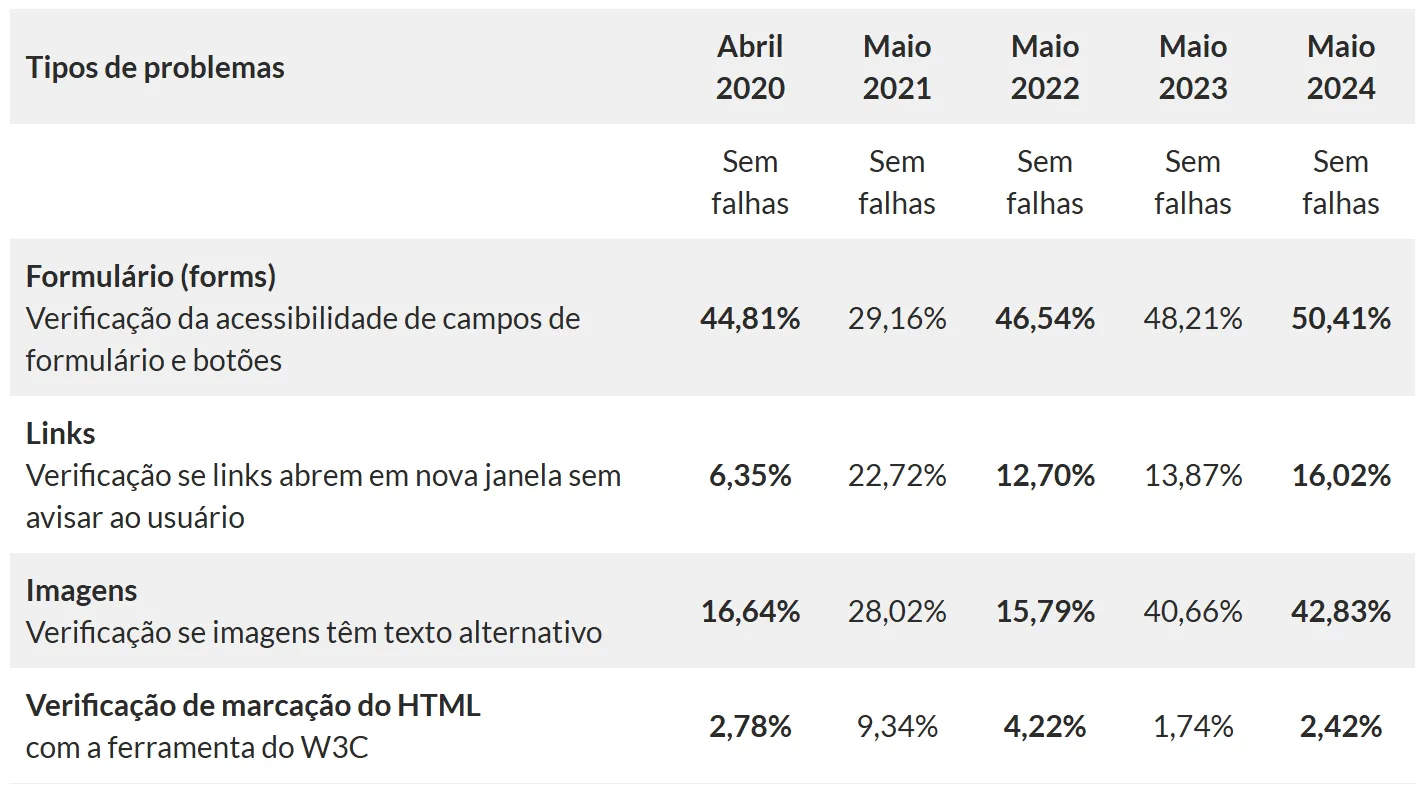 Tipos de problemas
Abril 2020
Maio 2021
Maio 2022
Maio 2023
Maio 2024
Sem falhas
Sem falhas
Sem falhas
Sem falhas
Sem falhas
Formulário (forms)
Verificação da acessibilidade de campos de
formulário e botões
44,81% 29,16% 46,54% 48,21% 50,41%
Links
Verificação se links abrem em nova janela sem
avisar ao usuário
6,35% 22,72% 12,70% 13,87% 16,02%
Imagens
Verificação se imagens têm texto alternativo
16,64% 28,02% 15,79% 40,66% 42,83%
Verificação de marcação do HTML
com a ferramenta do W3C
2,78% 9,34% 4,22% 1,74% 2,42%